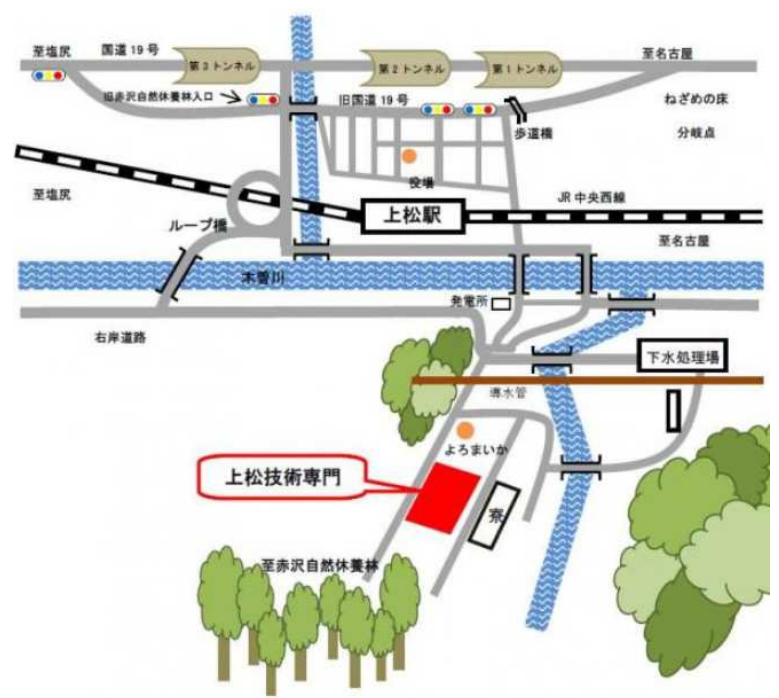 至塩尻
国道19号
第3トンネル
第2トンネル
第1トンネル
至名古屋
旧赤沢自然休養林入口
旧国道19号
ねざめの床
分岐点
歩道橋
役場
至塩尻
上松駅
JR中央西線
ループ橋
至名古屋
木曽川
発電所
右岸道路
下水処理場
導水管
よろまいか
上松技術専門
寮
至赤沢自然休養林